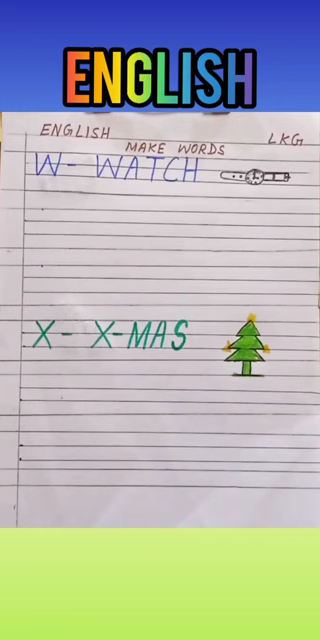 ENGLISH
ENGLISH LKG
MAKE WORDS
W- WATCH
X- X-MAS